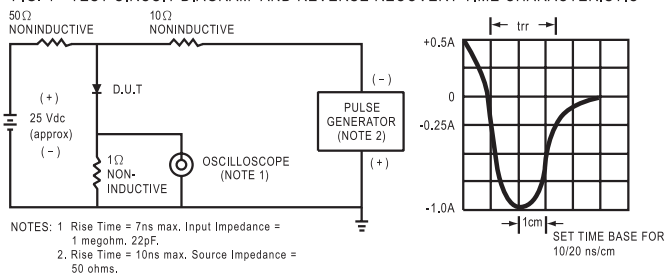 50Ω
NONINDUCTIVE
10Ω
NONINDUCTIVE
D.U.T
(+)
25 Vdc
(approx)
(−)
1Ω
NON-
INDUCTIVE
OSCILLOSCOPE
(NOTE 1)
(−)
PULSE
GENERATOR
(NOTE 2)
(+)
trr
+0.5A
0
-0.25A
-1.0A
1cm
SET TIME BASE FOR
10/20 ns/cm
NOTES: 1 Rise Time = 7ns max. Input Impedance =
1 megohm. 22pF.
2. Rise Time = 10ns max. Source Impedance =
50 ohms.